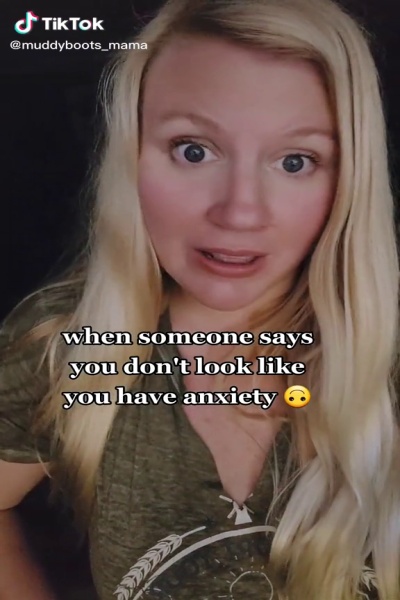 TikTok
@muddyboots_mama
when someone says
you don't look like
you have anxiety 🙃